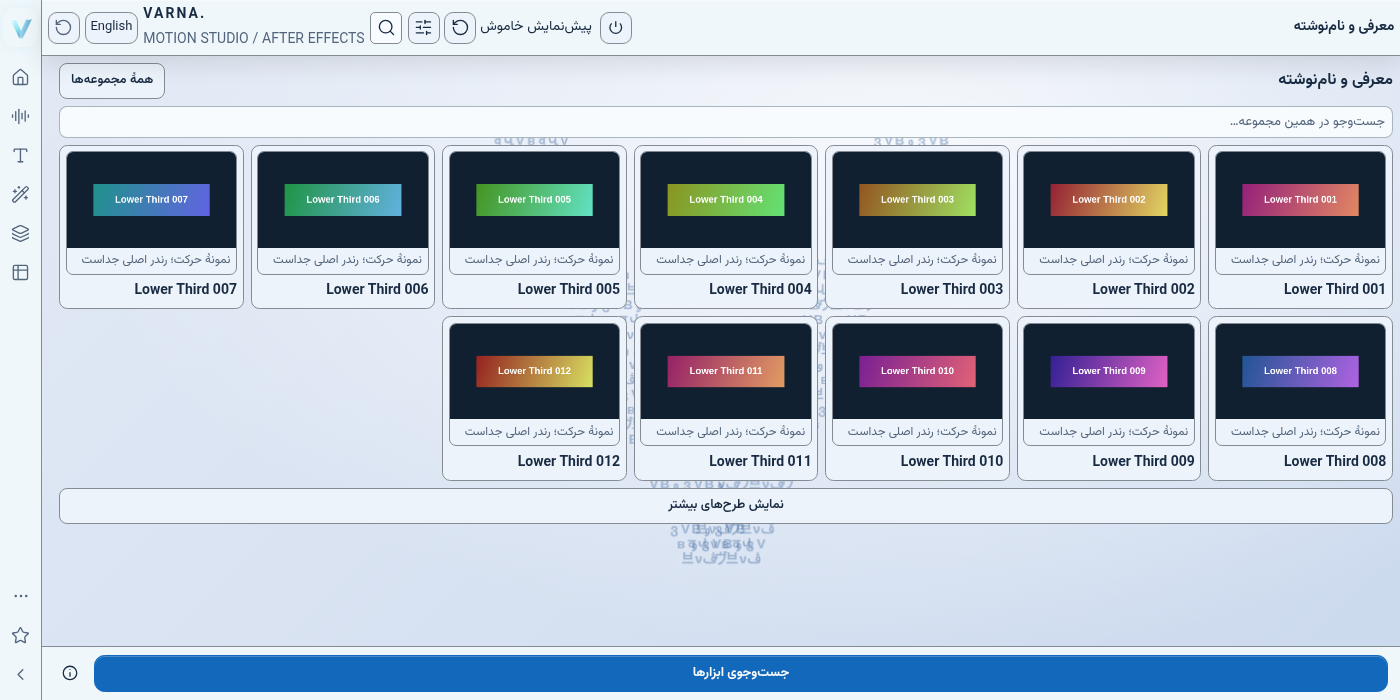 معرفی و نام‌نوشته
پیش‌نمایش خاموش
VARNA.
MOTION STUDIO / AFTER EFFECTS
English
معرفی و نام‌نوشته
همهٔ مجموعه‌ها
جست‌وجو در همین مجموعه...
Lower Third 001
Lower Third 002
Lower Third 003
Lower Third 004
Lower Third 005
Lower Third 006
Lower Third 007
نمونهٔ حرکت؛ رندر اصلی جداست
نمونهٔ حرکت؛ رندر اصلی جداست
نمونهٔ حرکت؛ رندر اصلی جداست
نمونهٔ حرکت؛ رندر اصلی جداست
نمونهٔ حرکت؛ رندر اصلی جداست
نمونهٔ حرکت؛ رندر اصلی جداست
نمونهٔ حرکت؛ رندر اصلی جداست
Lower Third 001
Lower Third 002
Lower Third 003
Lower Third 004
Lower Third 005
Lower Third 006
Lower Third 007
Lower Third 008
Lower Third 009
Lower Third 010
Lower Third 011
Lower Third 012
نمونهٔ حرکت؛ رندر اصلی جداست
نمونهٔ حرکت؛ رندر اصلی جداست
نمونهٔ حرکت؛ رندر اصلی جداست
نمونهٔ حرکت؛ رندر اصلی جداست
نمونهٔ حرکت؛ رندر اصلی جداست
Lower Third 008
Lower Third 009
Lower Third 010
Lower Third 011
Lower Third 012
نمایش طرح‌های بیشتر
جست‌وجوی ابزارها